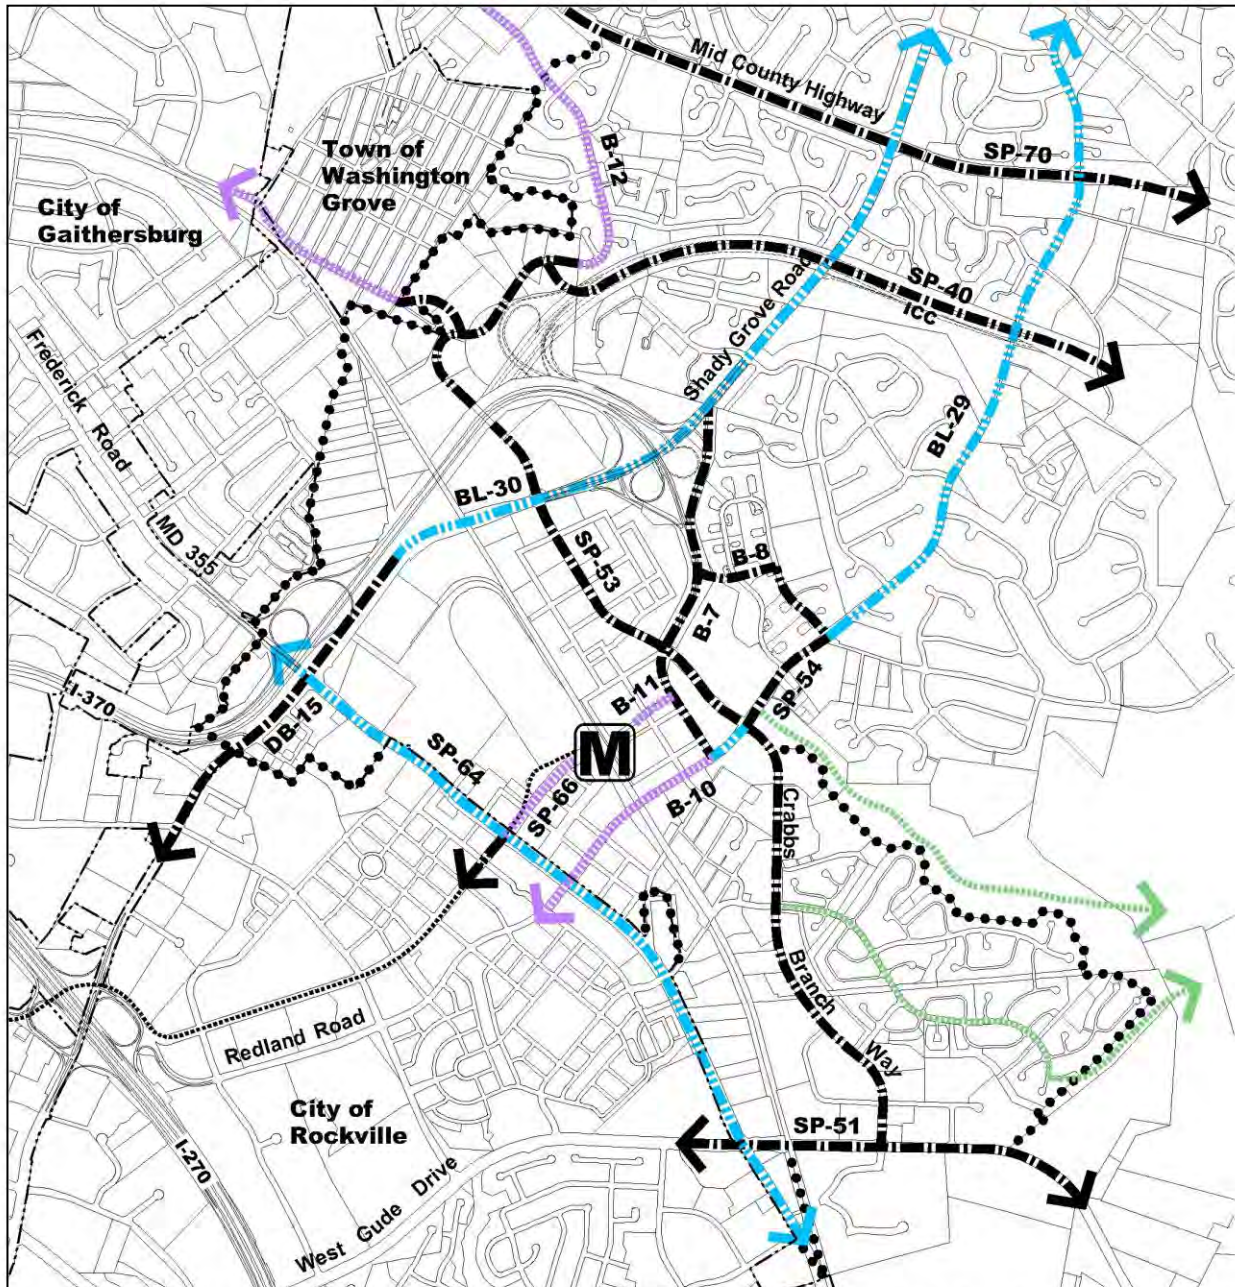 Mid County Highway
SP-70
B-12
Town of
Washington
Grove
City of
Gaithersburg
SP-40
ICC
Shady Grove Road
Frederick
Road
BL-29
BL-30
MD 355
SP-53
B-8
B-7
SP-54
I-370
DB-15
B-11
M
SP-64
SP-66
B-10
Crabbs
Branch
Way
Redland Road
City of
Rockville
SP-51
I-270
West Gude Drive